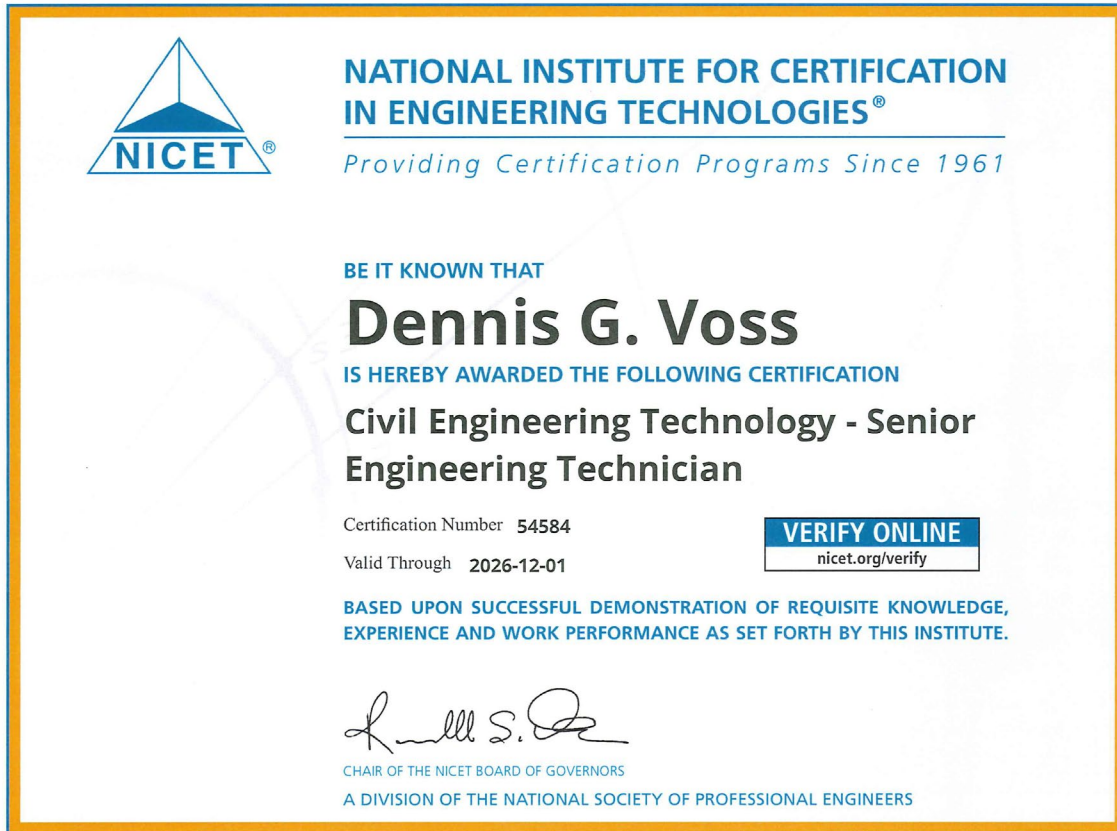 NICET®
NATIONAL INSTITUTE FOR CERTIFICATION
IN ENGINEERING TECHNOLOGIES®
Providing Certification Programs Since 1961
BE IT KNOWN THAT
Dennis G. Voss
IS HEREBY AWARDED THE FOLLOWING CERTIFICATION
Civil Engineering Technology - Senior
Engineering Technician
Certification Number 54584
Valid Through 2026-12-01
VERIFY ONLINE
nicet.org/verify
BASED UPON SUCCESSFUL DEMONSTRATION OF REQUISITE KNOWLEDGE,
EXPERIENCE AND WORK PERFORMANCE AS SET FORTH BY THIS INSTITUTE.
CHAIR OF THE NICET BOARD OF GOVERNORS
A DIVISION OF THE NATIONAL SOCIETY OF PROFESSIONAL ENGINEERS